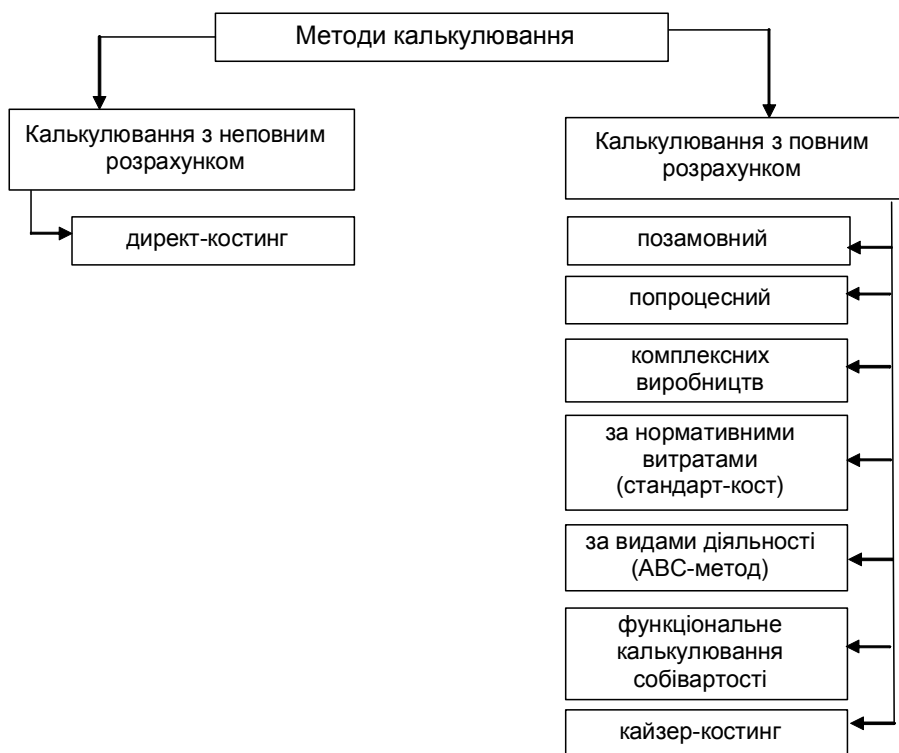 Методи калькулювання
Калькулювання з неповним
розрахунком
директ-костинг
Калькулювання з повним
розрахунком
позамовний
попроцесний
комплексних
виробництв
за нормативними
витратами
(стандарт-кост)
за видами діяльності
(АВС-метод)
функціональне
калькулювання
собівартості
кайзер-костинг